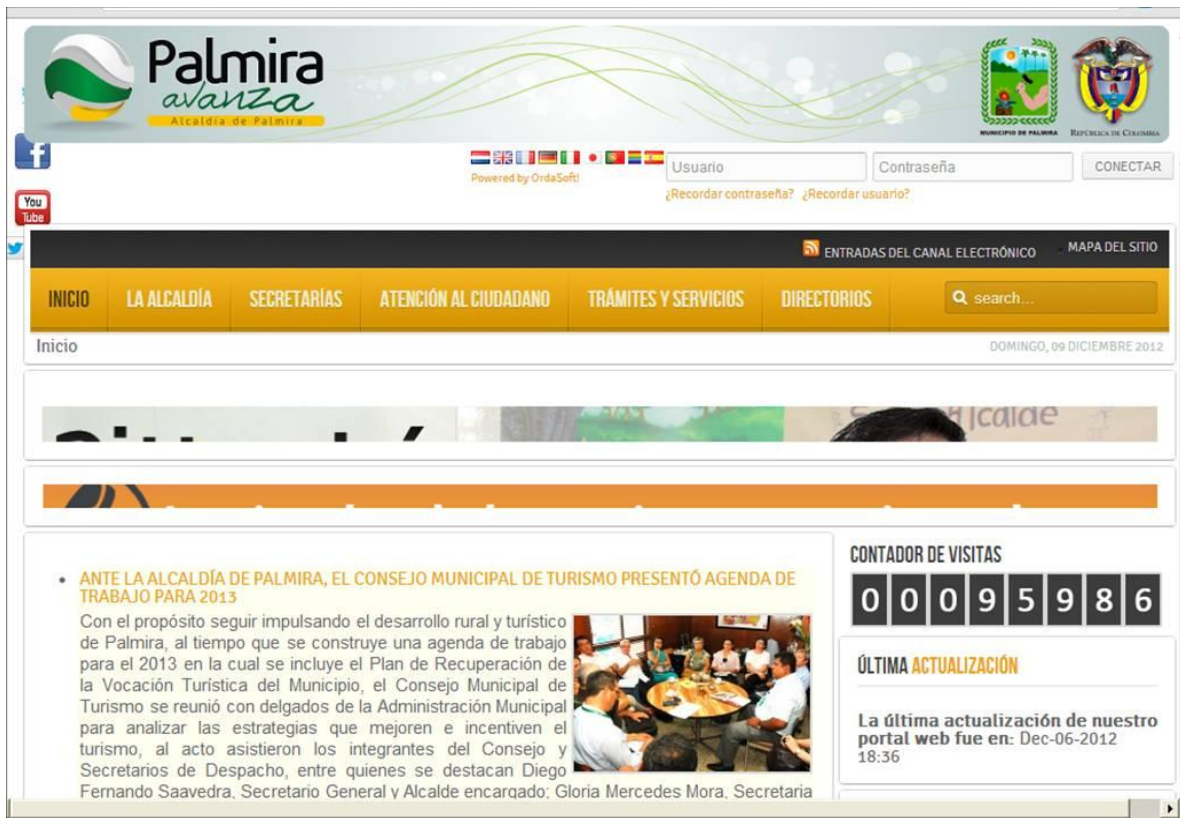 Palmira
avanza
Alcaldía de Palmira
MUNICIPIO DE PALMIRA
REPÚBLICA DE COLOMBIA
Powered by OrdaSoft!
Usuario
Contraseña
CONECTAR
¿Recordar contraseña? ¿Recordar usuario?
You
Tube
ENTRADAS DEL CANAL ELECTRÓNICO
MAPA DEL SITIO
INICIO LA ALCALDÍA SECRETARÍAS ATENCIÓN AL CIUDADANO TRÁMITES Y SERVICIOS DIRECTORIOS
search...
Inicio
DOMINGO, 09 DICIEMBRE 2012
ANTE LA ALCALDÍA DE PALMIRA, EL CONSEJO MUNICIPAL DE TURISMO PRESENTÓ AGENDA DE
TRABAJO PARA 2013
Con el propósito seguir impulsando el desarrollo rural y turístico
de Palmira, al tiempo que se construye una agenda de trabajo
para el 2013 en la cual se incluye el Plan de Recuperación de
la Vocación Turística del Municipio, el Consejo Municipal de
Turismo se reunió con delgados de la Administración Municipal
para analizar las estrategias que mejoren e incentiven el
turismo, al acto asistieron los integrantes del Consejo y
Secretarios de Despacho, entre quienes se destacan Diego
Fernando Saavedra, Secretario General y Alcalde encargado; Gloria Mercedes Mora, Secretaria
CONTADOR DE VISITAS
00095986
ÚLTIMA ACTUALIZACIÓN
La última actualización de nuestro
portal web fue en: Dec-06-2012
18:36